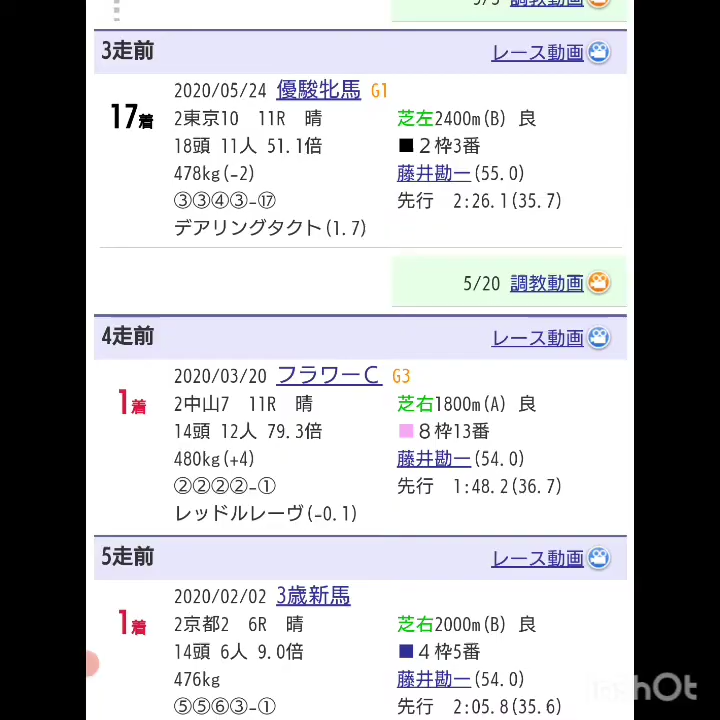 調教動画
3走前 レース動画
2020/05/24 優駿牝馬 G1
17着
2東京10 11R 晴 芝左2400m(B) 良
18頭 11人 51.1倍 ■2枠3番
478kg(-2) 藤井勘一(55.0)
③③④③-⑰ 先行 2:26.1(35.7)
デアリングタクト(1.7)
5/20 調教動画
4走前 レース動画
2020/03/20 フラワーC G3
1着
2中山7 11R 晴 芝右1800m(A) 良
14頭 12人 79.3倍 ■8枠13番
480kg(+4) 藤井勘一(54.0)
②②②②-① 先行 1:48.2(36.7)
レッドルレーヴ(-0.1)
5走前 レース動画
2020/02/02 3歳新馬
1着
2京都2 6R 晴 芝右2000m(B) 良
14頭 6人 9.0倍 ■4枠5番
476kg 藤井勘一(54.0)
⑤⑤⑥③-① 先行 2:05.8(35.6)